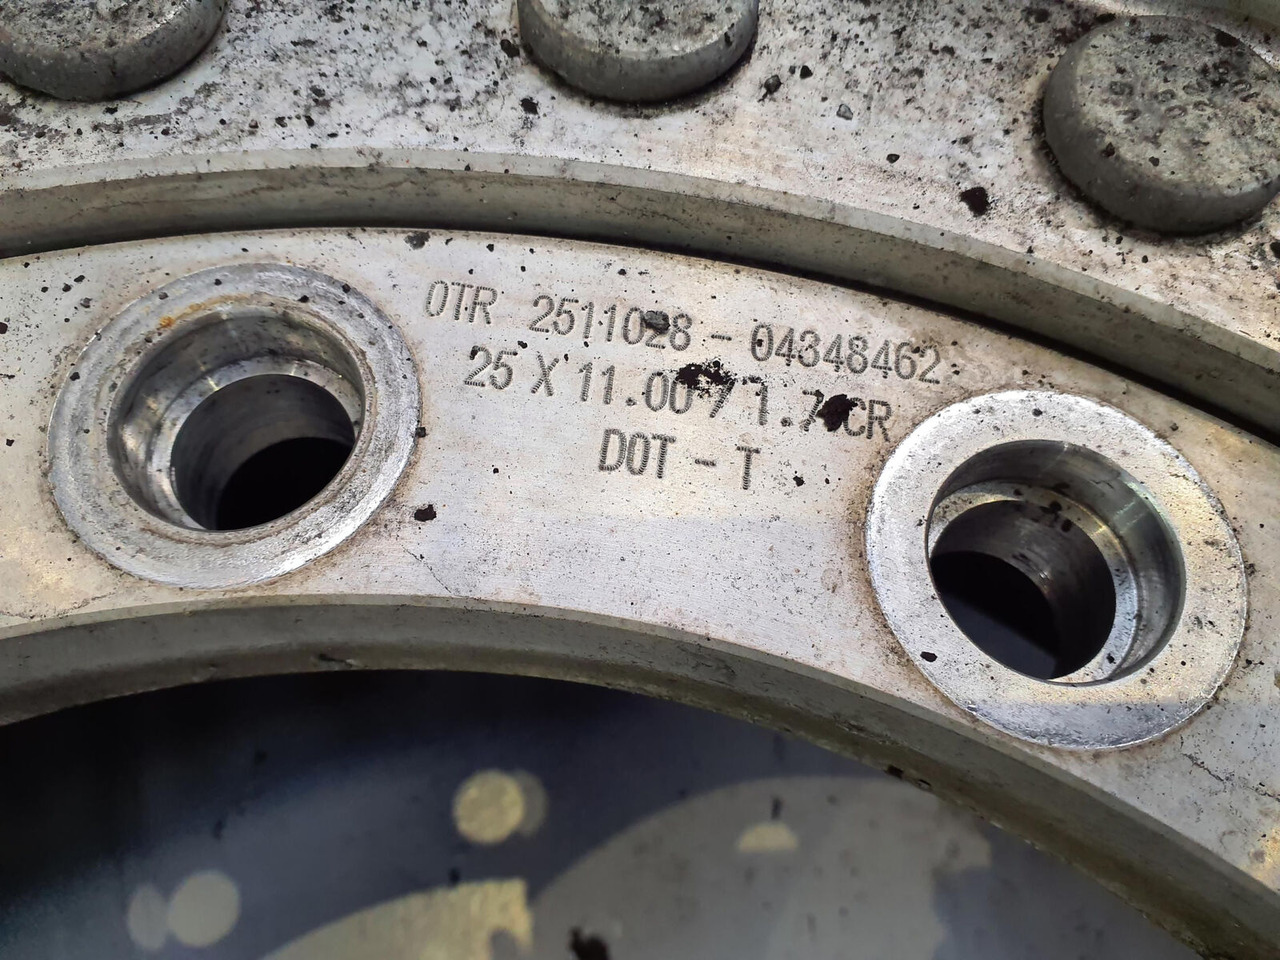 OTR 2511028 - 04348462
25 X 11.00 / 1.7 CR
DOT - T